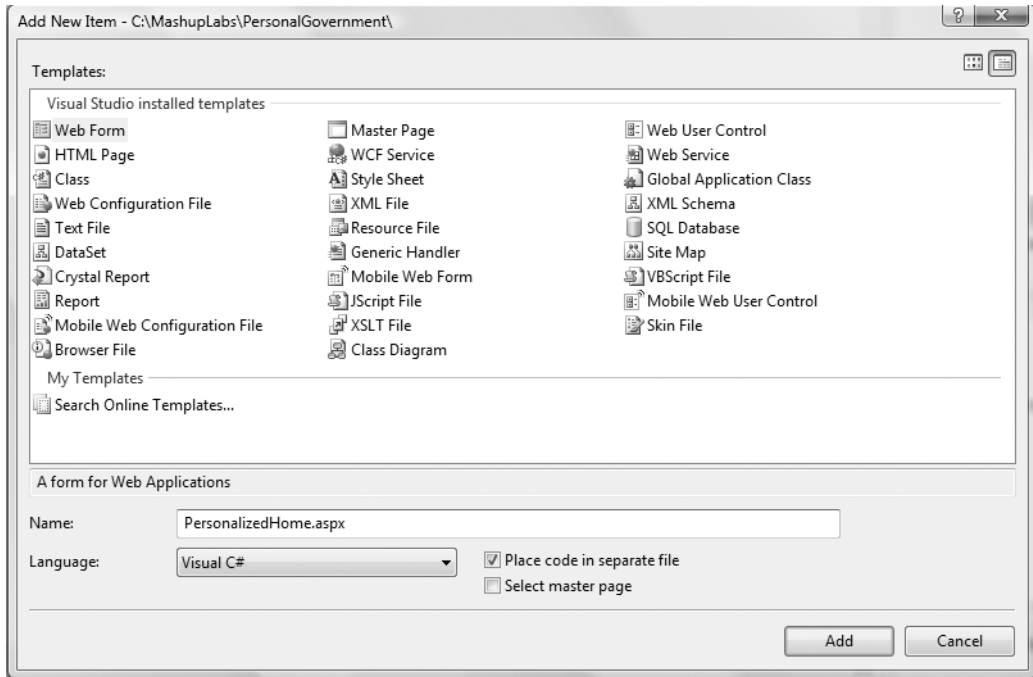 Add New Item - C:\MashupLabs\PersonalGovernment\
Templates:
Visual Studio installed templates
Web Form Master Page Web User Control
HTML Page WCF Service Web Service
Class Style Sheet Global Application Class
Web Configuration File XML File XML Schema
Text File Resource File SQL Database
DataSet Generic Handler Site Map
Crystal Report Mobile Web Form VBScript File
Report JScript File Mobile Web User Control
Mobile Web Configuration File XSLT File Skin File
Browser File Class Diagram
My Templates
Search Online Templates...
A form for Web Applications
Name: PersonalizedHome.aspx
Language: Visual C# Place code in separate file
Select master page
Add Cancel